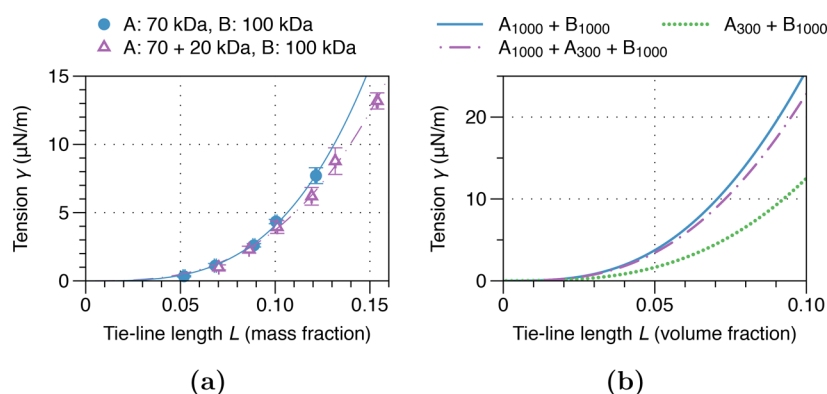 A: 70 kDa, B: 100 kDa
A: 70 + 20 kDa, B: 100 kDa
15
10
5
0
Tension γ (µN/m)
0
0.05
0.10
0.15
Tie-line length L (mass fraction)
(a)
A1000 + B1000
A300 + B1000
A1000 + A300 + B1000
20
10
0
Tension γ (µN/m)
0
0.05
0.10
Tie-line length L (volume fraction)
(b)